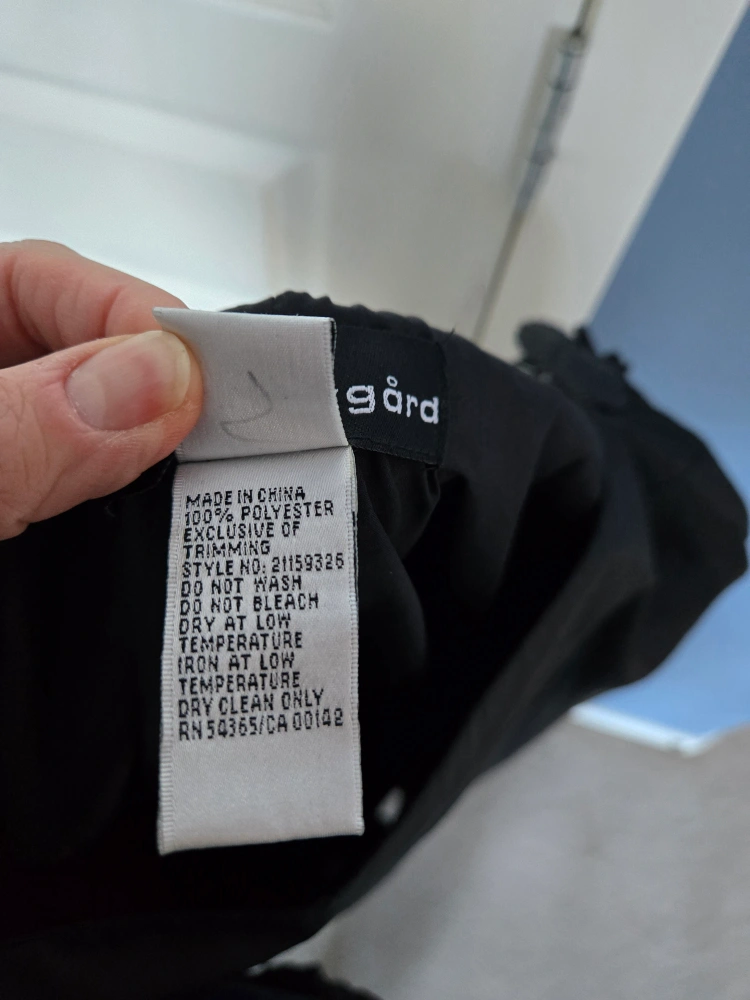 gård
MADE IN CHINA
100% POLYESTER
EXCLUSIVE OF
TRIMMING
STYLE NO: 21159326
DO NOT WASH
DO NOT BLEACH
DRY AT LOW
TEMPERATURE
IRON AT LOW
TEMPERATURE
DRY CLEAN ONLY
RN 54365/CA 00142